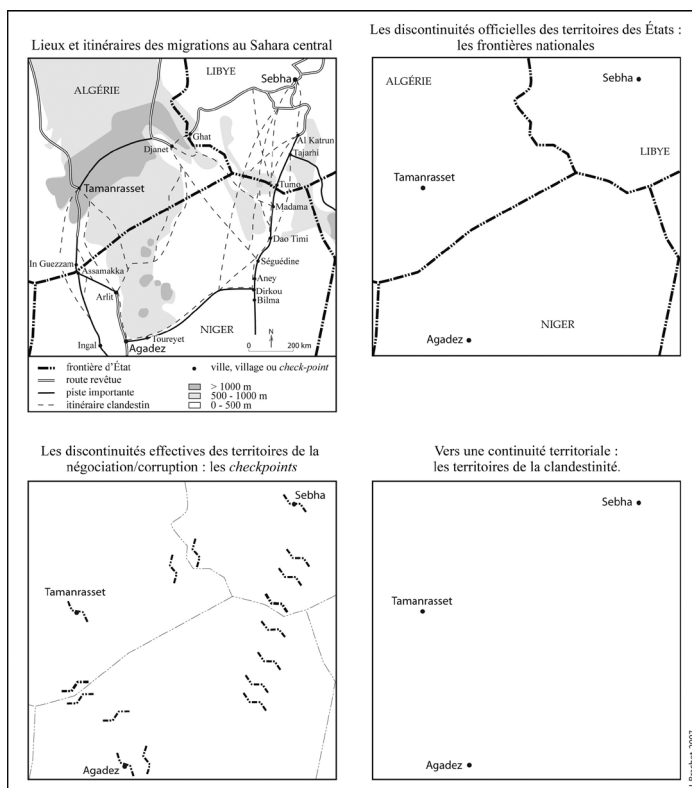 Lieux et itinéraires des migrations au Sahara central
ALGÉRIE
LIBYE
Sebha
Ghat
Djanet
Al Katrun
Tajarhi
Tamanrasset
Tumo
Madama
Dao Timi
In Guezzam
Assamakka
Séguédine
Aney
Arlit
Dirkou
Bilma
NIGER
Toureyet
Ingal
Agadez
N
0 200 km
frontière d'État
route revêtue
piste importante
itinéraire clandestin
ville, village ou check-point
> 1000 m
500 - 1000 m
0 - 500 m
Les discontinuités officielles des territoires des États :
les frontières nationales
ALGÉRIE
Sebha
LIBYE
Tamanrasset
NIGER
Agadez
Les discontinuités effectives des territoires de la
négociation/corruption : les checkpoints
Sebha
Tamanrasset
Agadez
Vers une continuité territoriale :
les territoires de la clandestinité.
Sebha
Tamanrasset
Agadez